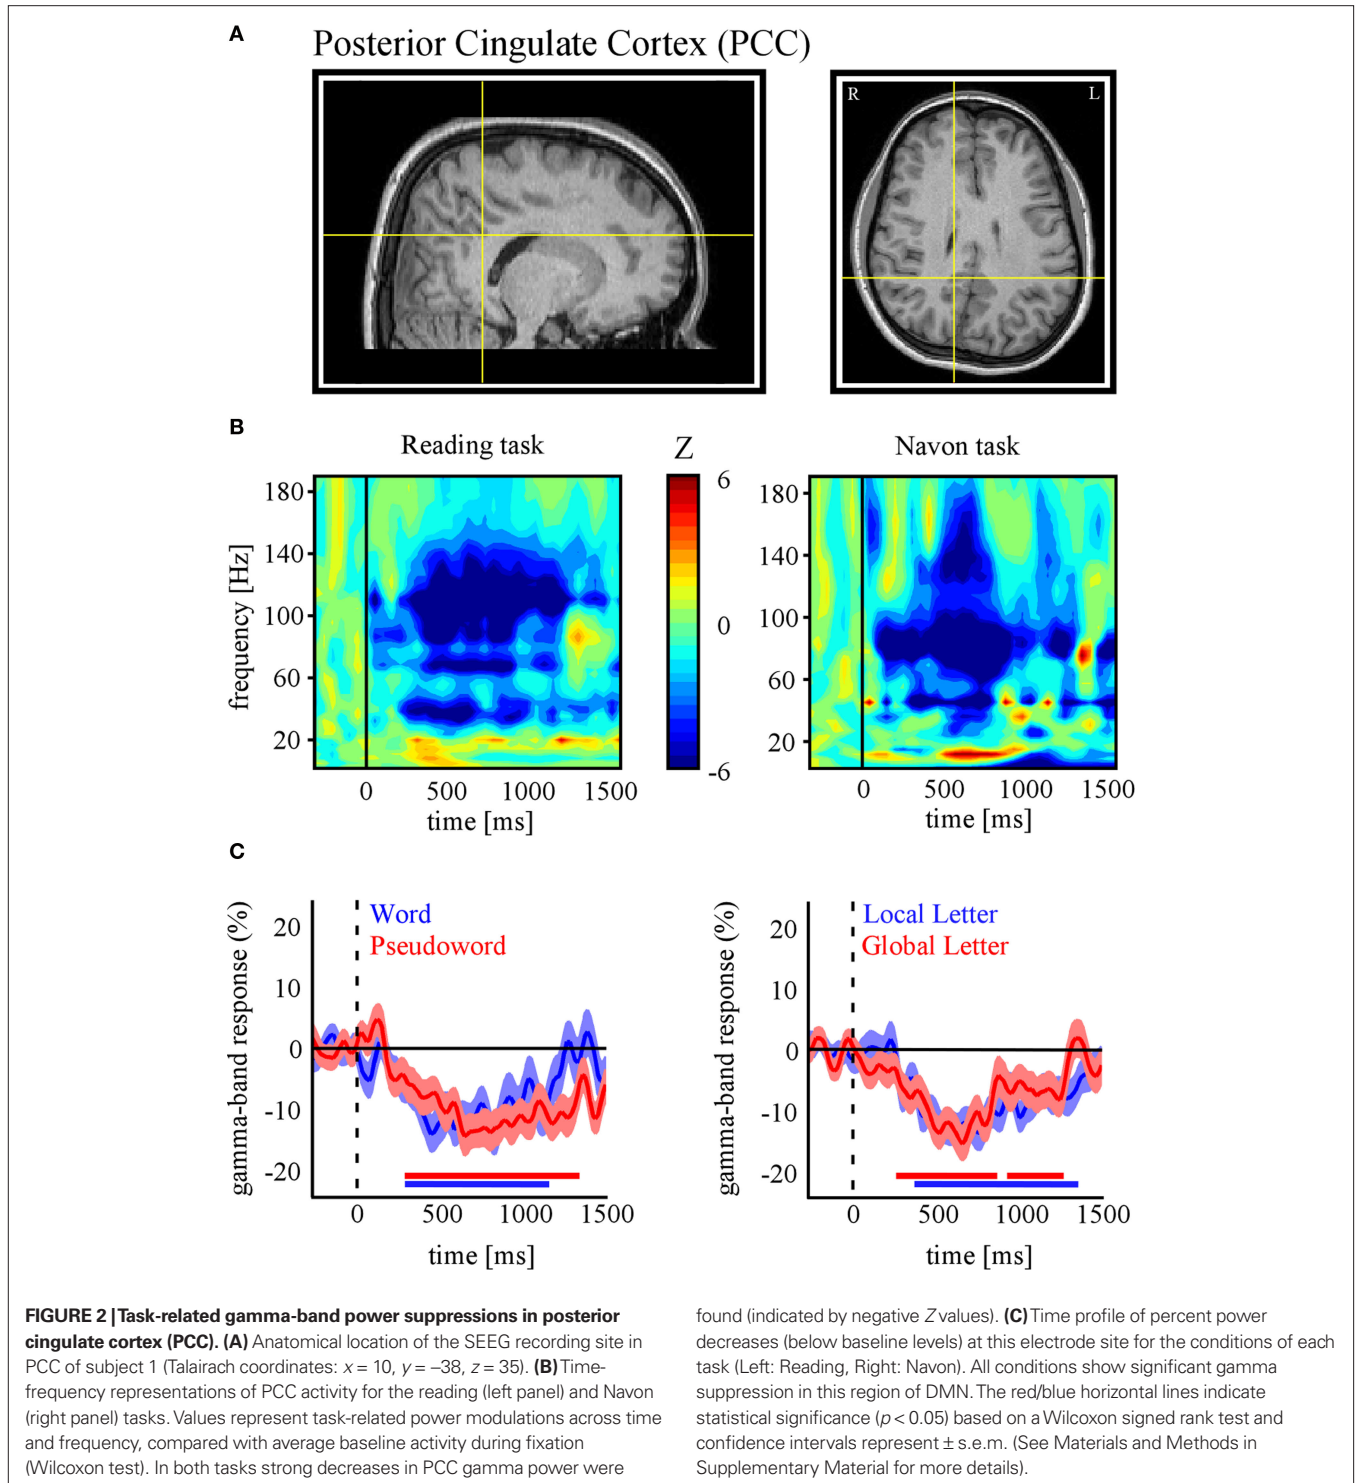 A
Posterior Cingulate Cortex (PCC)
R
L
B
Reading task
Z
Navon task
6
0
-6
180
140
100
60
20
frequency [Hz]
0 500 1000 1500
time [ms]
180
140
100
60
20
0 500 1000 1500
time [ms]
C
Word
Pseudoword
20
10
0
-10
-20
gamma-band response (%)
0 500 1000 1500
time [ms]
Local Letter
Global Letter
20
10
0
-10
-20
gamma-band response (%)
0 500 1000 1500
time [ms]
FIGURE 2 | Task-related gamma-band power suppressions in posterior
cingulate cortex (PCC). (A) Anatomical location of the SEEG recording site in
PCC of subject 1 (Talairach coordinates: x = 10, y = –38, z = 35). (B) Time-
frequency representations of PCC activity for the reading (left panel) and Navon
(right panel) tasks. Values represent task-related power modulations across time
and frequency, compared with average baseline activity during fixation
(Wilcoxon test). In both tasks strong decreases in PCC gamma power were
found (indicated by negative Z values). (C) Time profile of percent power
decreases (below baseline levels) at this electrode site for the conditions of each
task (Left: Reading, Right: Navon). All conditions show significant gamma
suppression in this region of DMN. The red/blue horizontal lines indicate
statistical significance (p < 0.05) based on a Wilcoxon signed rank test and
confidence intervals represent ± s.e.m. (See Materials and Methods in
Supplementary Material for more details).